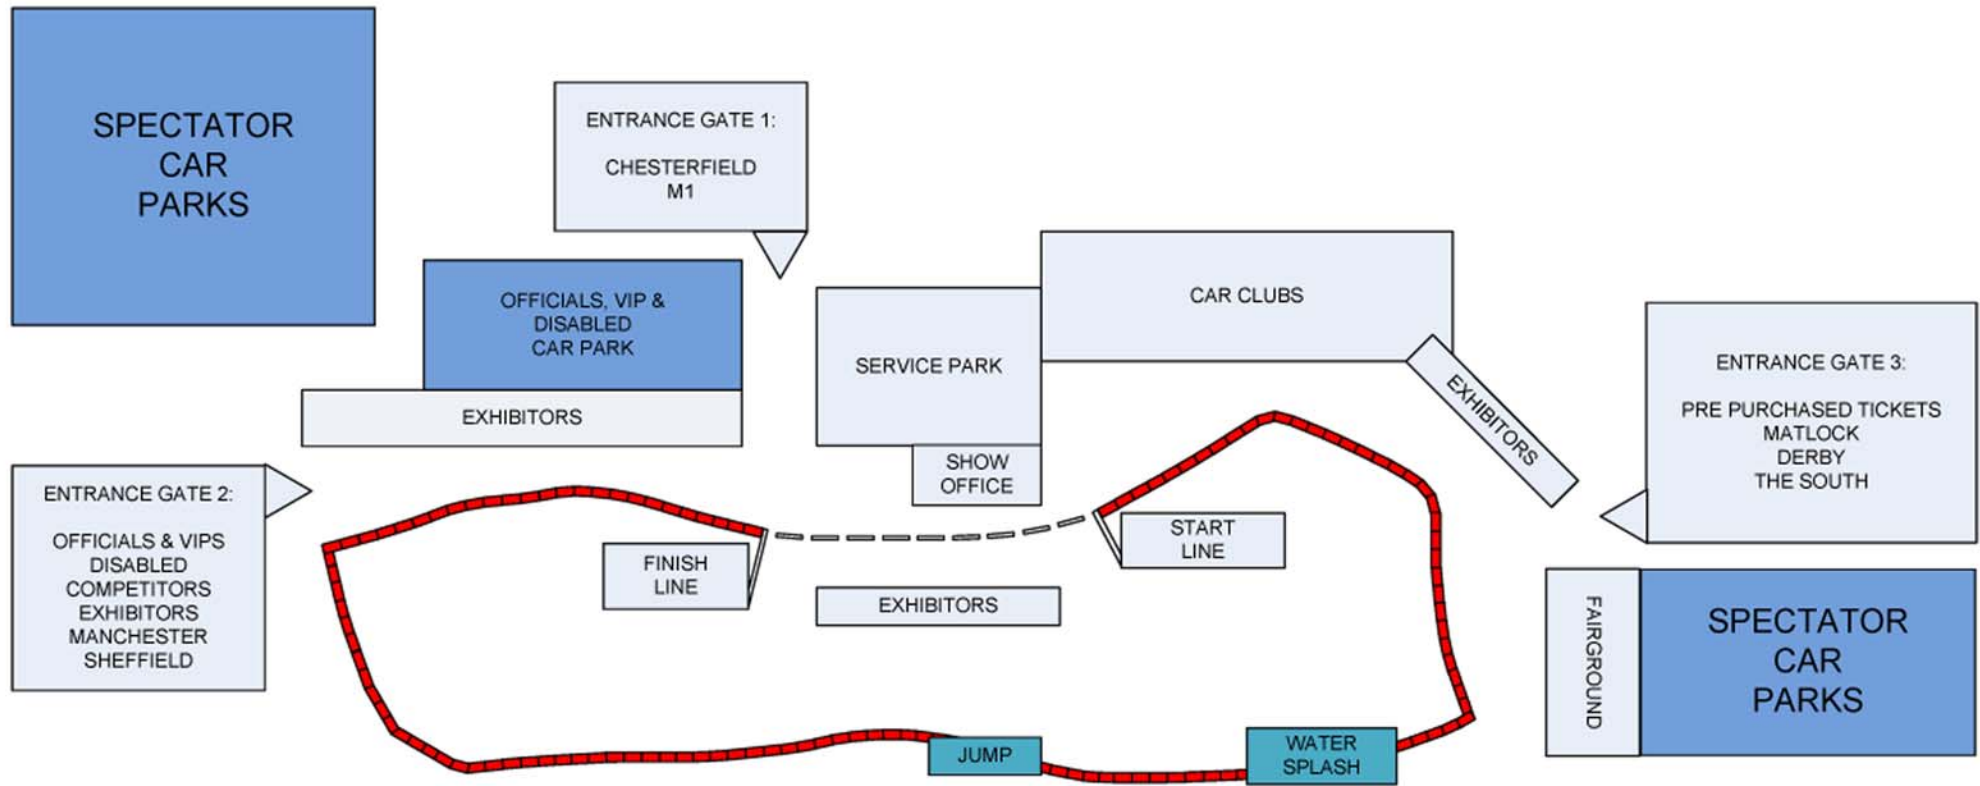 SPECTATOR
CAR
PARKS
ENTRANCE GATE 1:
CHESTERFIELD
M1
OFFICIALS, VIP &
DISABLED
CAR PARK
EXHIBITORS
SERVICE PARK
SHOW
OFFICE
CAR CLUBS
EXHIBITORS
ENTRANCE GATE 3:
PRE PURCHASED TICKETS
MATLOCK
DERBY
THE SOUTH
ENTRANCE GATE 2:
OFFICIALS & VIPS
DISABLED
COMPETITORS
EXHIBITORS
MANCHESTER
SHEFFIELD
FINISH
LINE
START
LINE
EXHIBITORS
FAIRGROUND
SPECTATOR
CAR
PARKS
JUMP
WATER
SPLASH